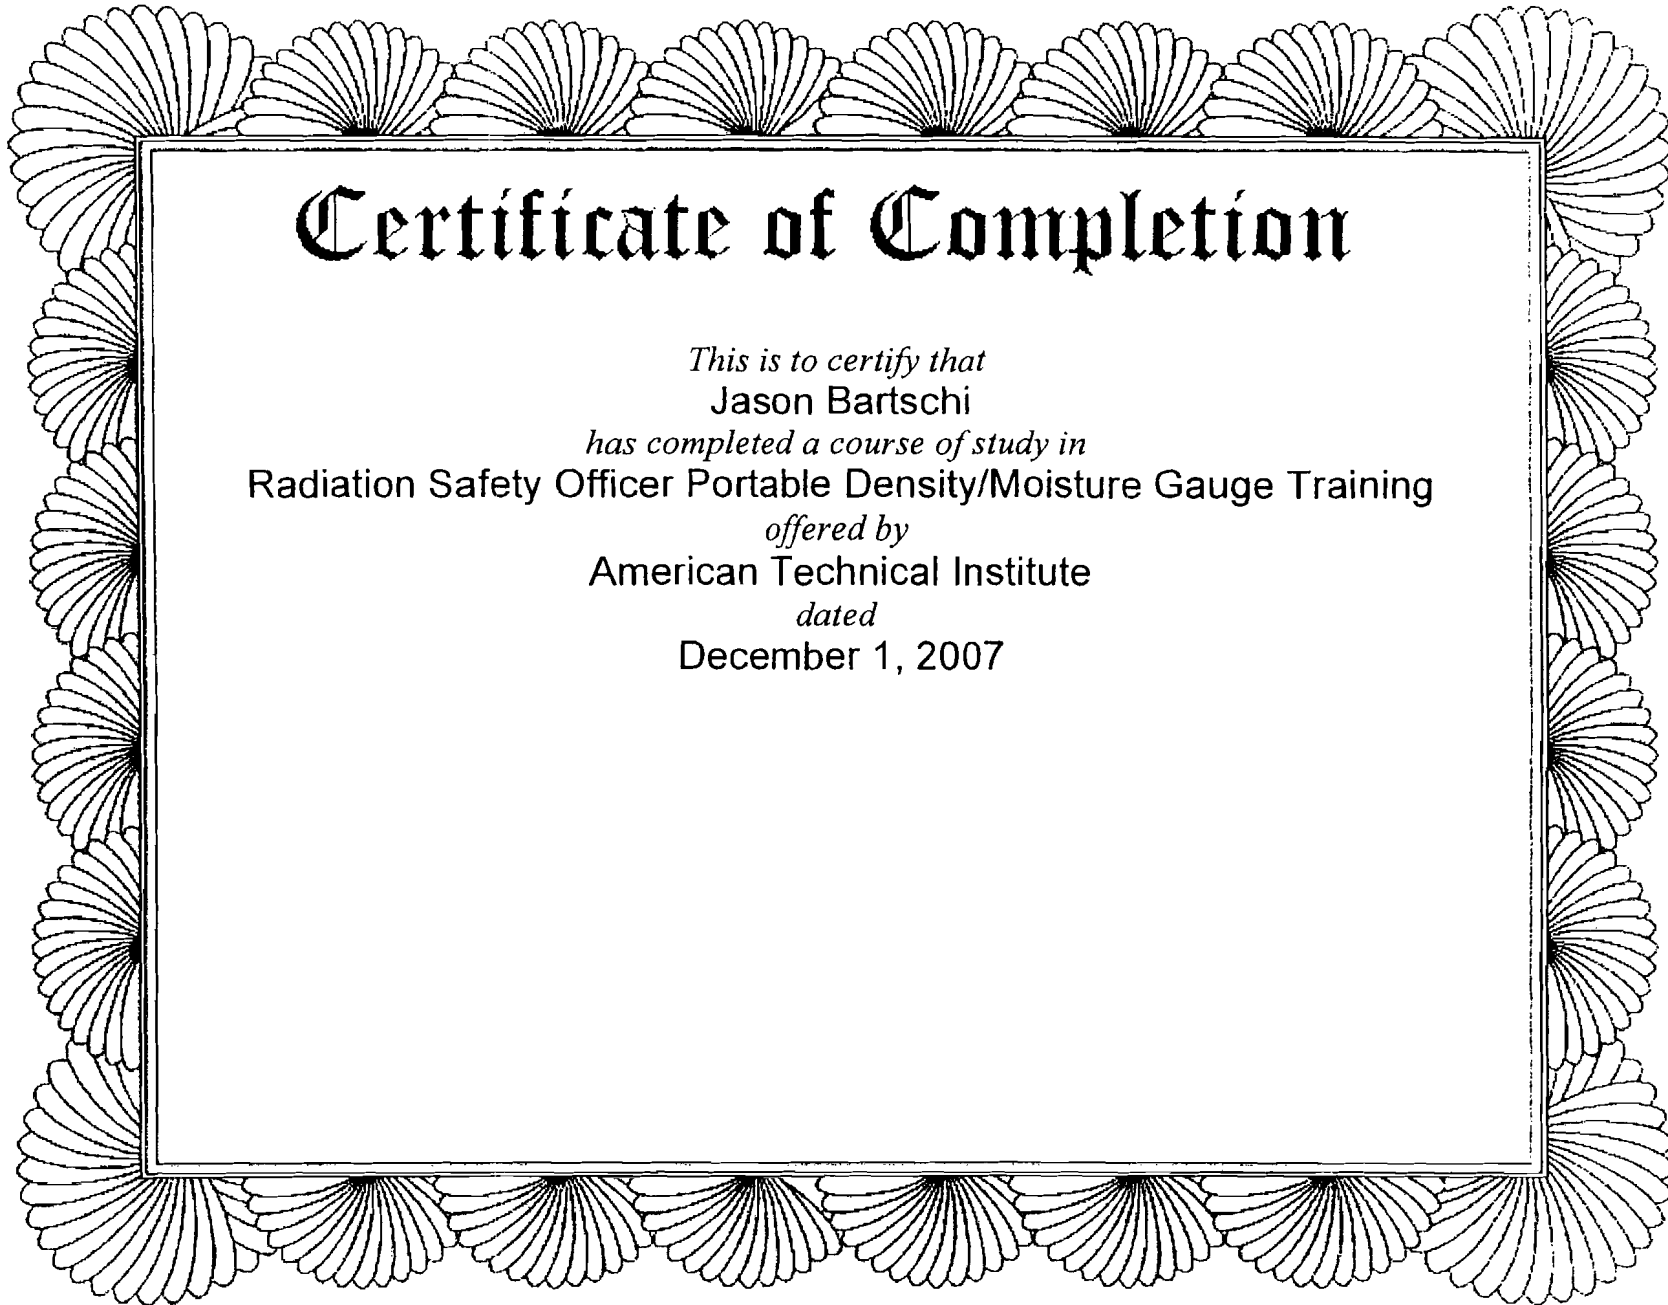 Certificate of Completion
This is to certify that
Jason Bartschi
has completed a course of study in
Radiation Safety Officer Portable Density/Moisture Gauge Training
offered by
American Technical Institute
dated
December 1, 2007